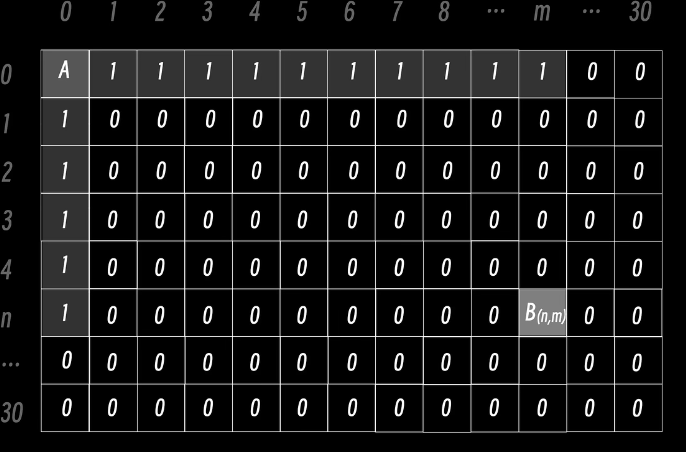 0 1 2 3 4 5 6 7 8 ... m ... 30
0 A 1 1 1 1 1 1 1 1 1 1 0 0
1 1 0 0 0 0 0 0 0 0 0 0 0 0
2 1 0 0 0 0 0 0 0 0 0 0 0 0
3 1 0 0 0 0 0 0 0 0 0 0 0 0
4 1 0 0 0 0 0 0 0 0 0 0 0 0
n 1 0 0 0 0 0 0 0 0 0 B(n,m) 0 0
... 0 0 0 0 0 0 0 0 0 0 0 0 0
30 0 0 0 0 0 0 0 0 0 0 0 0 0